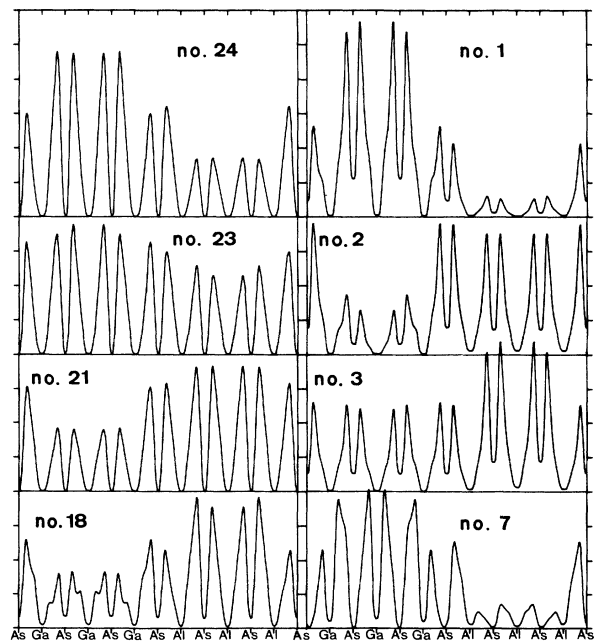 no. 24
no. 1
no. 23
no. 2
no. 21
no. 3
no. 18
no. 7
As Ga As Ga As Ga As Al As Al As Al As Ga As Ga As Ga As Al As Al As Al As